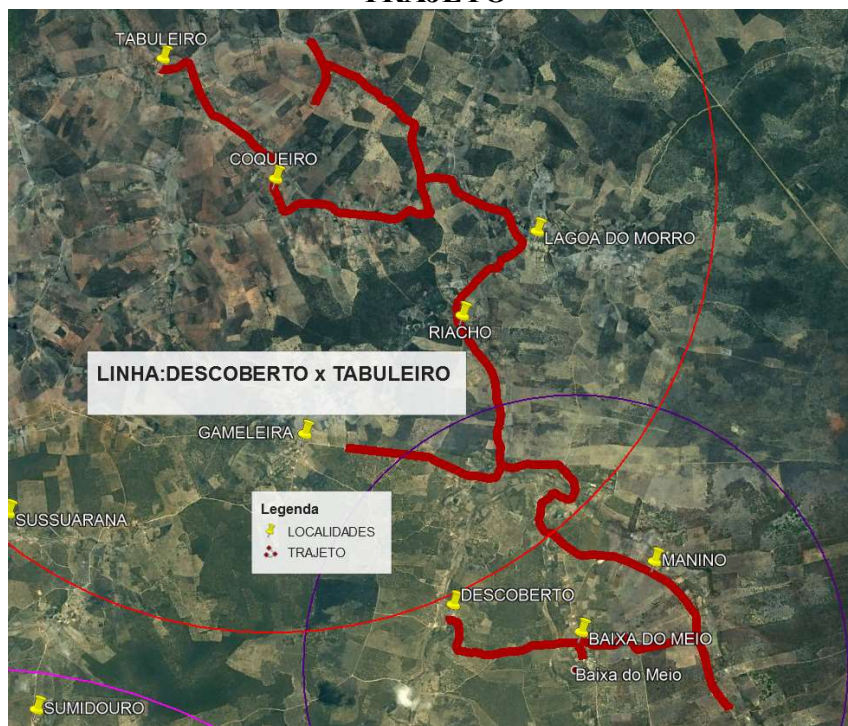 TRAJETO
TABULEIRO
COQUEIRO
LAGOA DO MORRO
RIACHO
LINHA:DESCOBERTO x TABULEIRO
GAMELEIRA
Legenda
LOCALIDADES
TRAJETO
SUSSUARANA
MANINO
DESCOBERTO
BAIXA DO MEIO
Baixa do Meio
SUMIDOURO